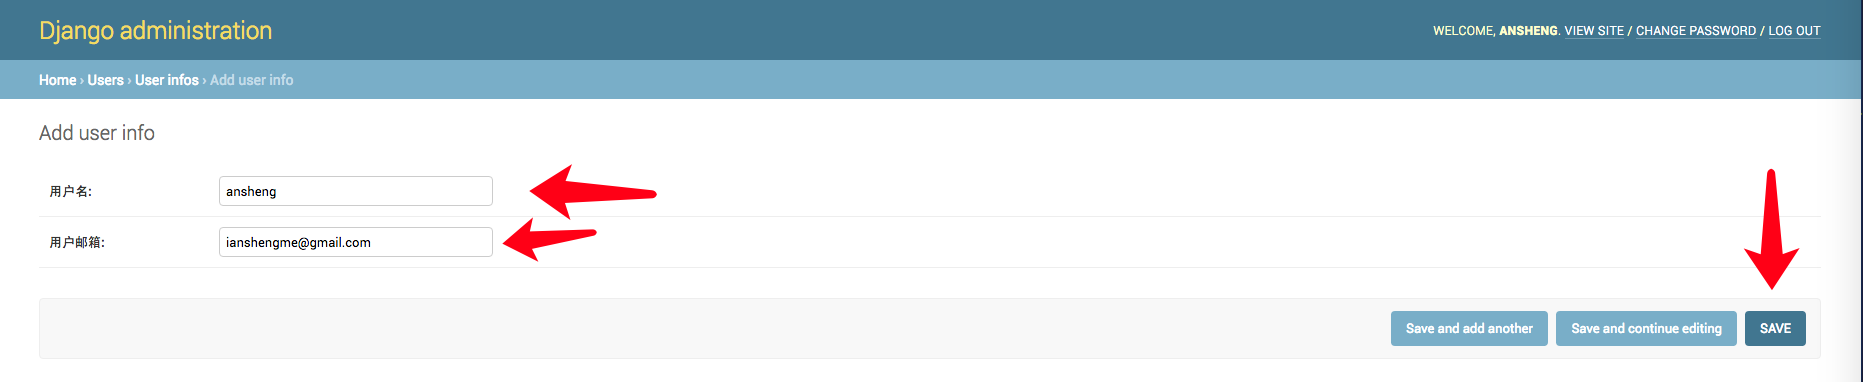 Django administration
WELCOME, ANSHENG. VIEW SITE / CHANGE PASSWORD / LOG OUT
Home › Users › User infos › Add user info
Add user info
用户名: ansheng
用户邮箱: ianshengme@gmail.com
Save and add another Save and continue editing SAVE